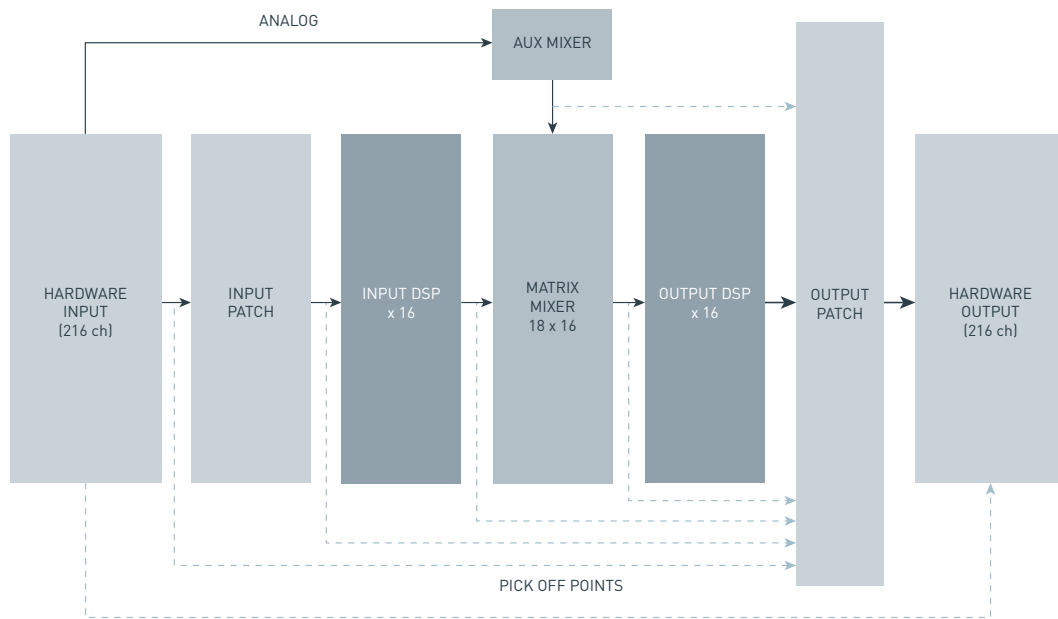 ANALOG
AUX MIXER
HARDWARE
INPUT
(216 ch)
INPUT
PATCH
INPUT DSP
x 16
MATRIX
MIXER
18 x 16
OUTPUT DSP
x 16
OUTPUT
PATCH
HARDWARE
OUTPUT
(216 ch)
PICK OFF POINTS